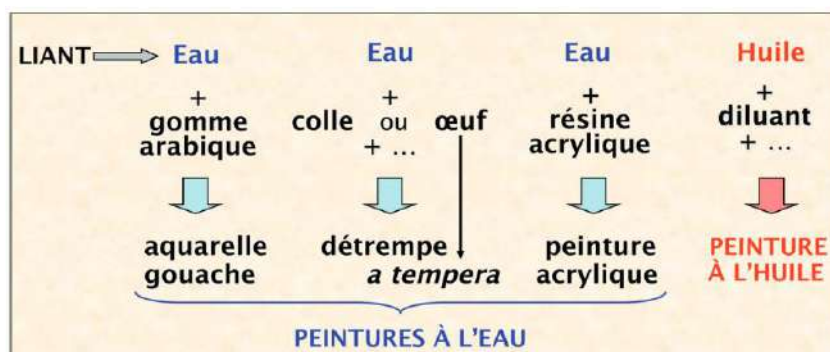 LIANT Eau Eau Eau Huile
+ + + +
gomme colle ou œuf résine diluant
arabique + ... acrylique + ...
aquarelle détrempe peinture PEINTURE
gouache a tempera acrylique À L'HUILE
PEINTURES À L'EAU